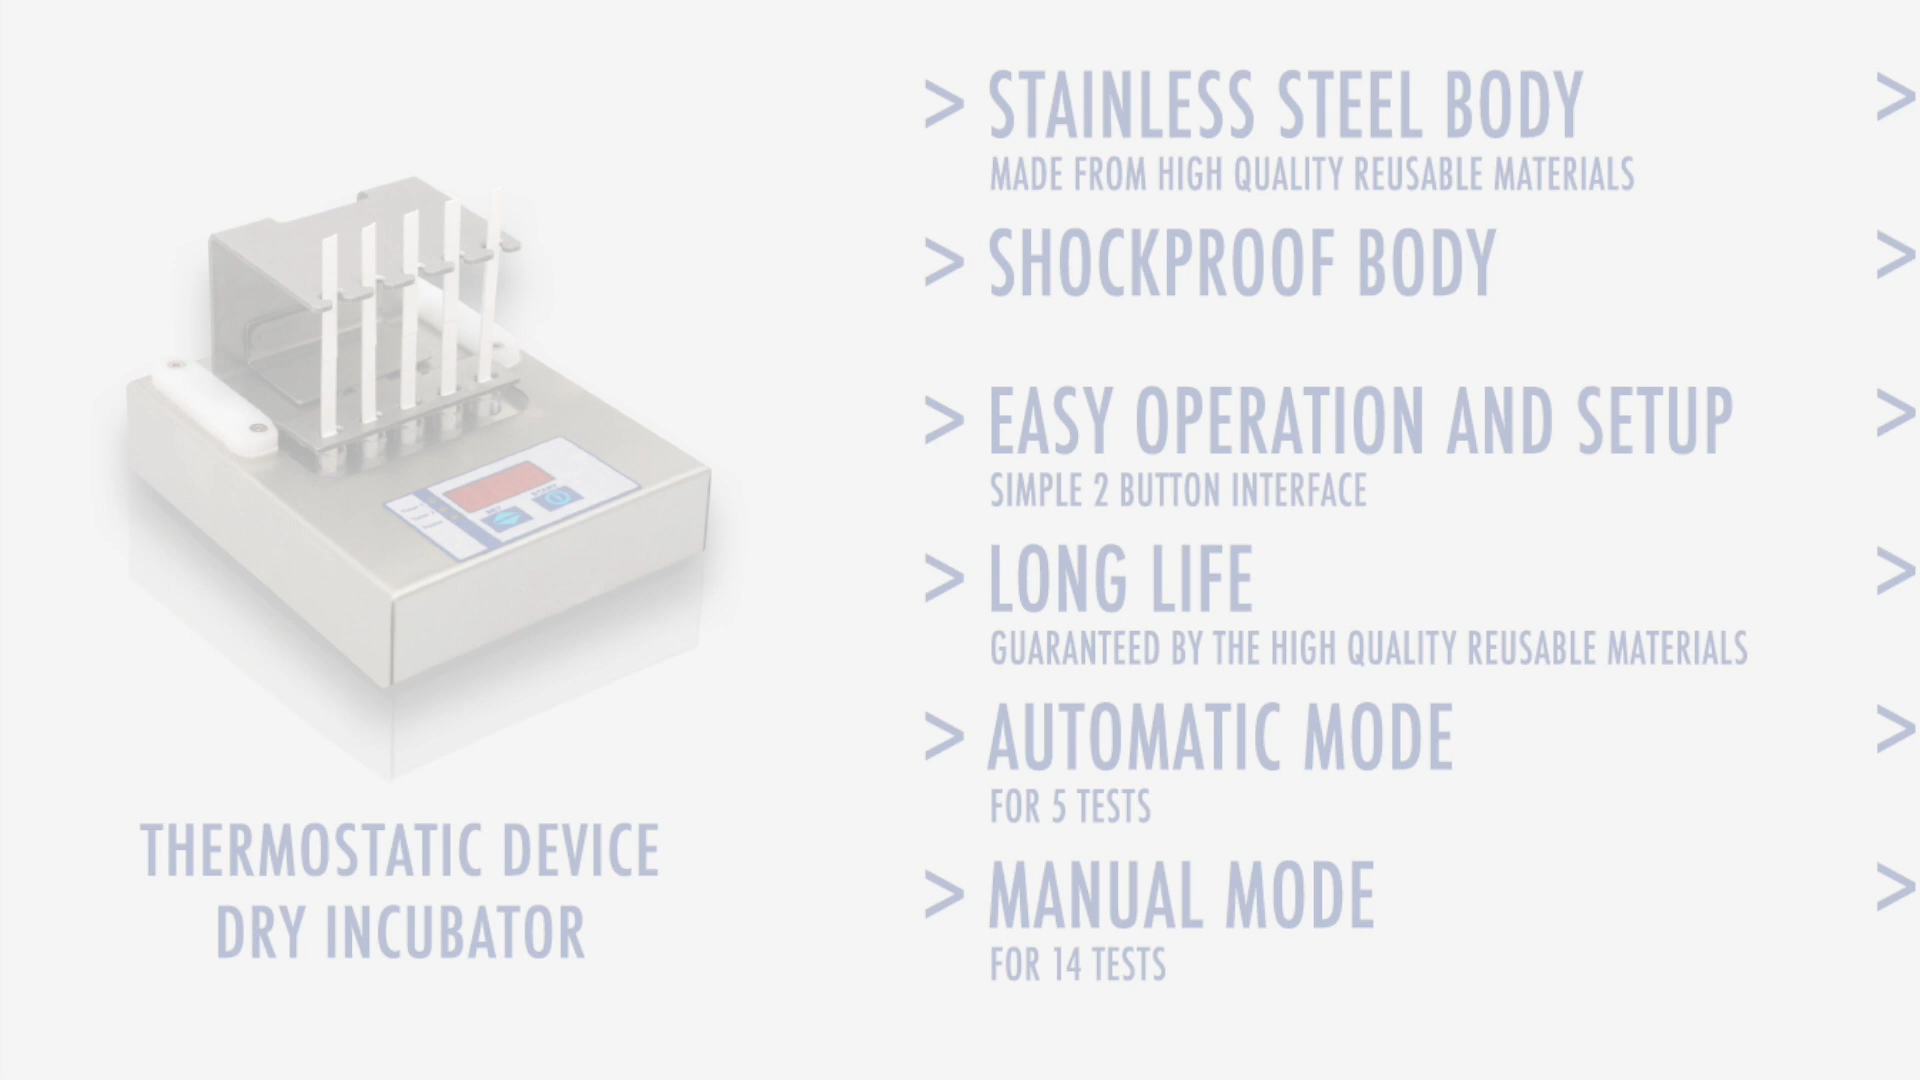 > STAINLESS STEEL BODY
MADE FROM HIGH QUALITY REUSABLE MATERIALS
> SHOCKPROOF BODY
> EASY OPERATION AND SETUP
SIMPLE 2 BUTTON INTERFACE
> LONG LIFE
GUARANTEED BY THE HIGH QUALITY REUSABLE MATERIALS
> AUTOMATIC MODE
FOR 5 TESTS
> MANUAL MODE
FOR 14 TESTS
>
>
>
>
>
>
START
SET
THERMOSTATIC DEVICE
DRY INCUBATOR